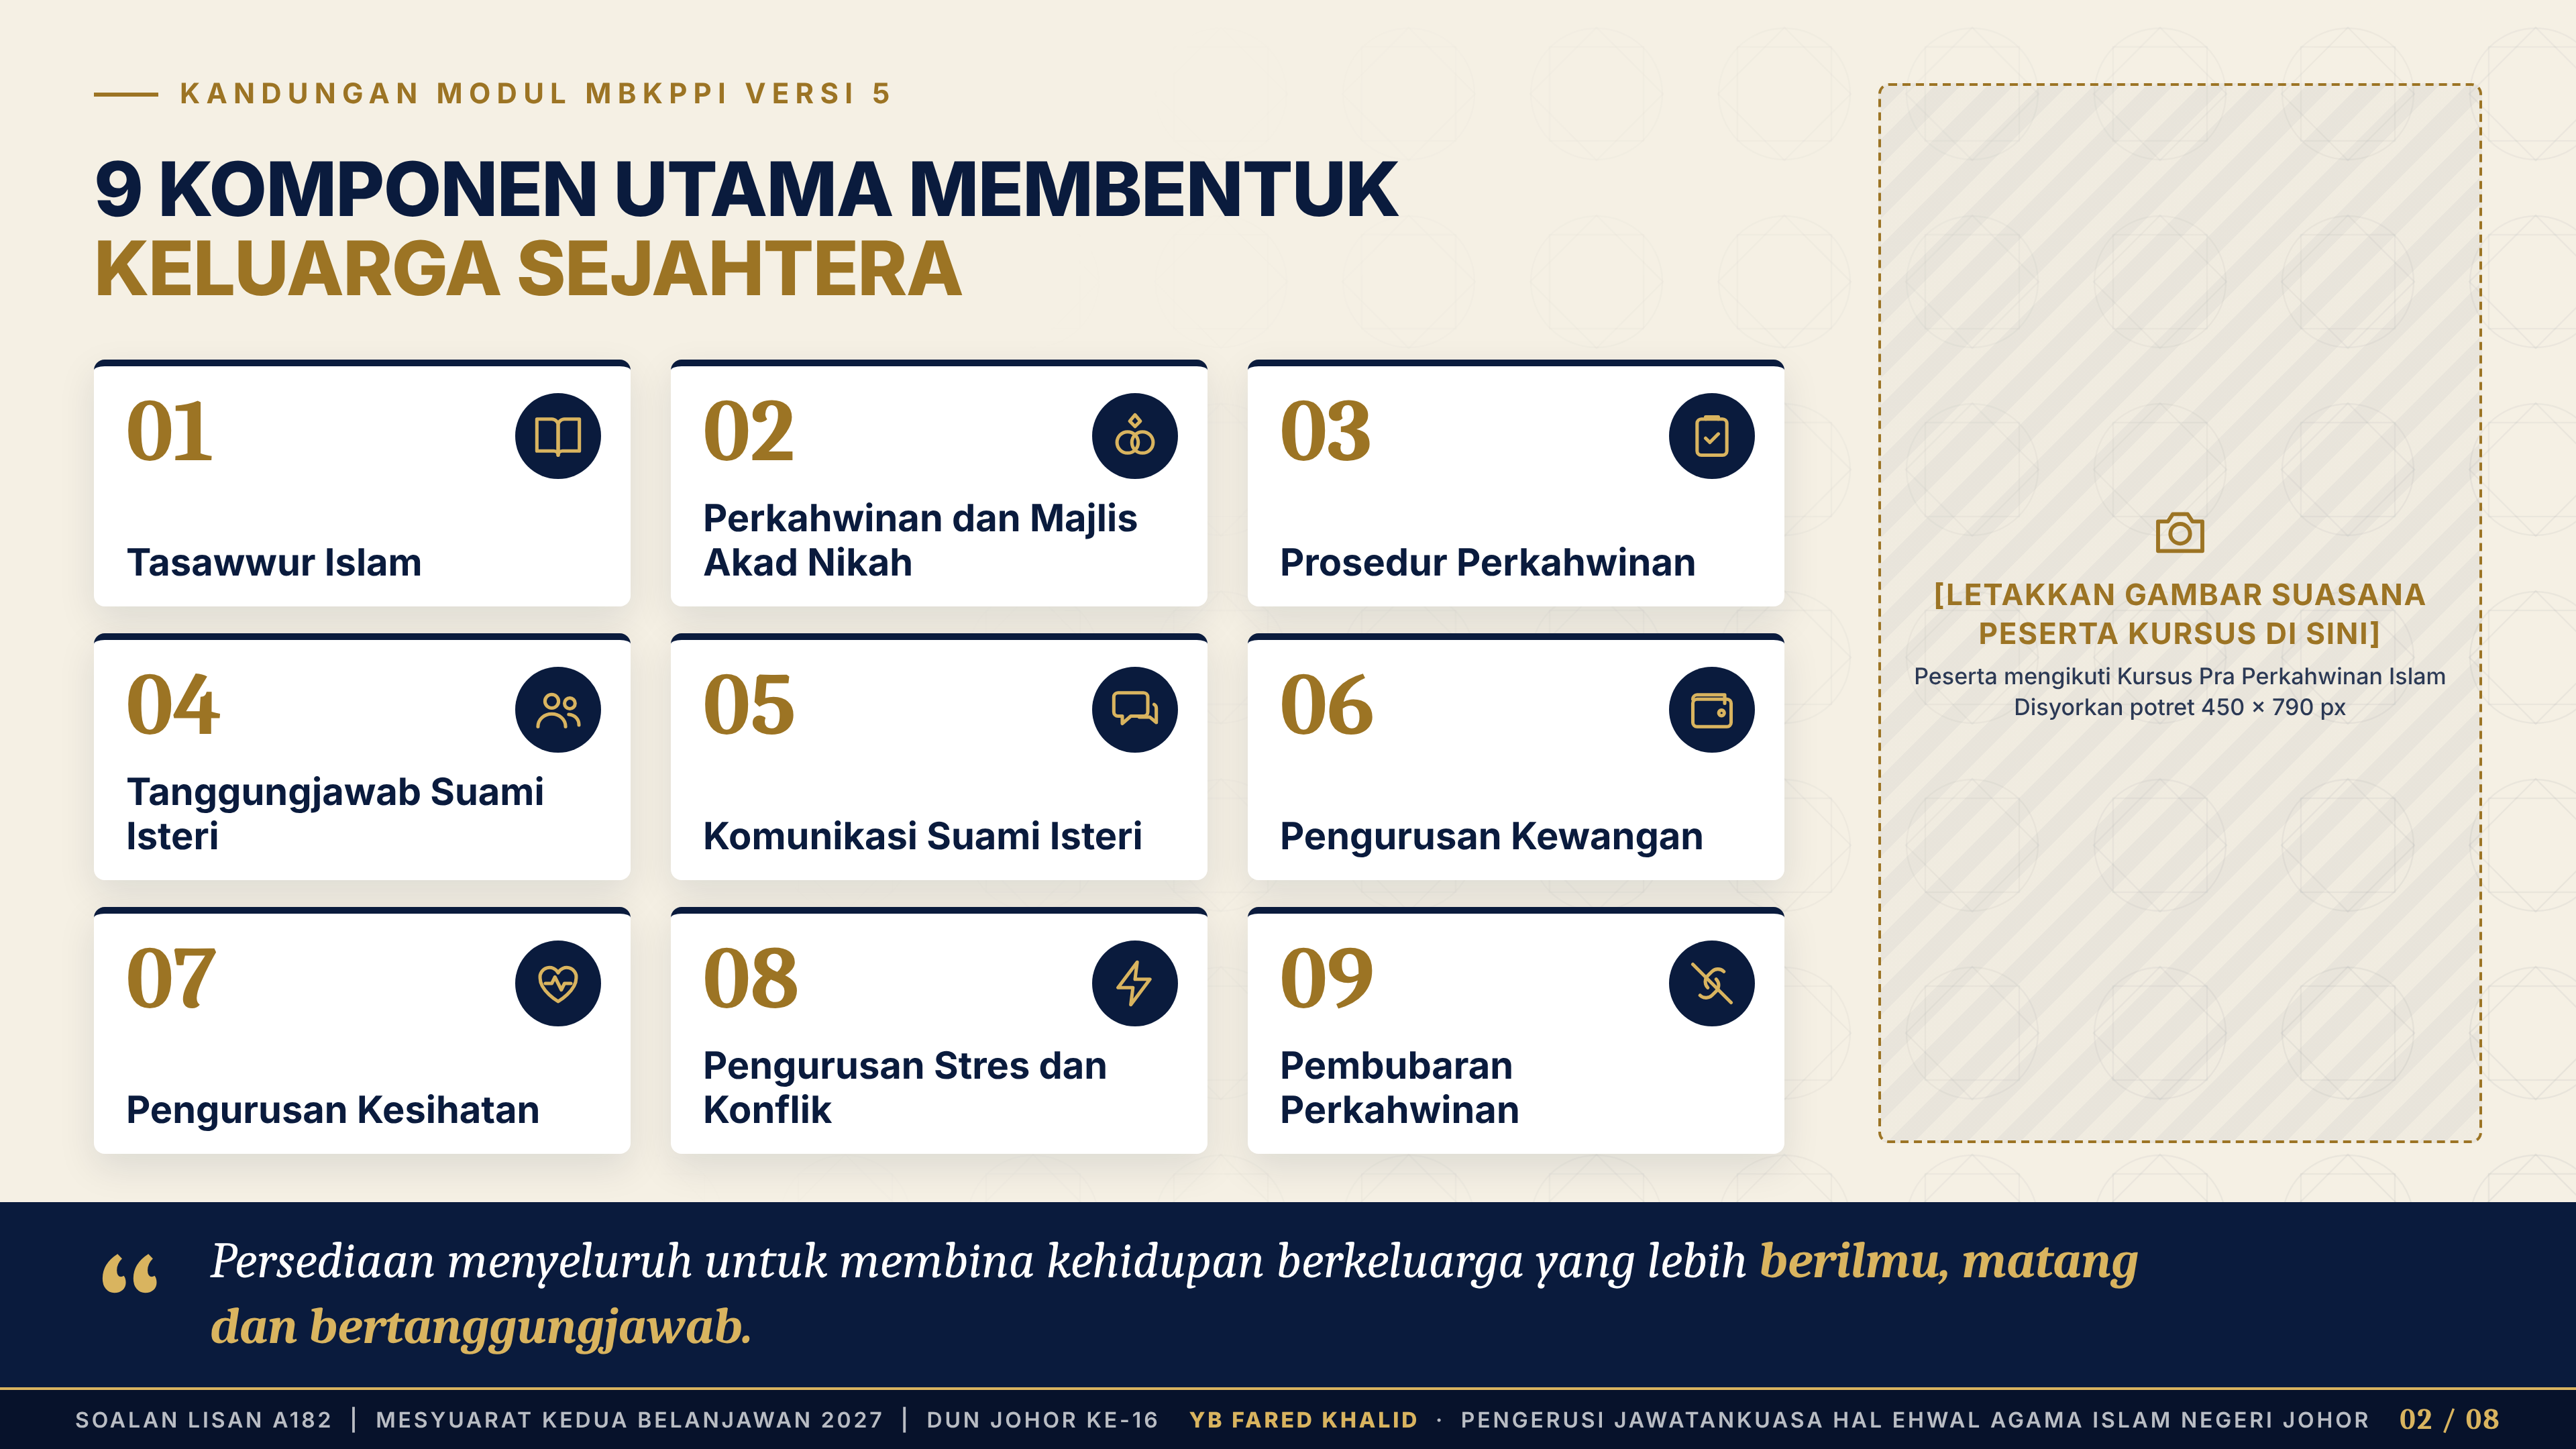 KANDUNGAN MODUL MBKPPI VERSI 5
9 KOMPONEN UTAMA MEMBENTUK
KELUARGA SEJAHTERA
01
Tasawwur Islam
02
Perkahwinan dan Majlis
Akad Nikah
03
Prosedur Perkahwinan
04
Tanggungjawab Suami
Isteri
05
Komunikasi Suami Isteri
06
Pengurusan Kewangan
07
Pengurusan Kesihatan
08
Pengurusan Stres dan
Konflik
09
Pembubaran
Perkahwinan
[LETAKKAN GAMBAR SUASANA
PESERTA KURSUS DI SINI]
Peserta mengikuti Kursus Pra Perkahwinan Islam
Disyorkan potret 450 × 790 px
“ Persediaan menyeluruh untuk membina kehidupan berkeluarga yang lebih berilmu, matang
dan bertanggungjawab.
SOALAN LISAN A182 | MESYUARAT KEDUA BELANJAWAN 2027 | DUN JOHOR KE-16 YB FARED KHALID · PENGERUSI JAWATANKUASA HAL EHWAL AGAMA ISLAM NEGERI JOHOR 02 / 08